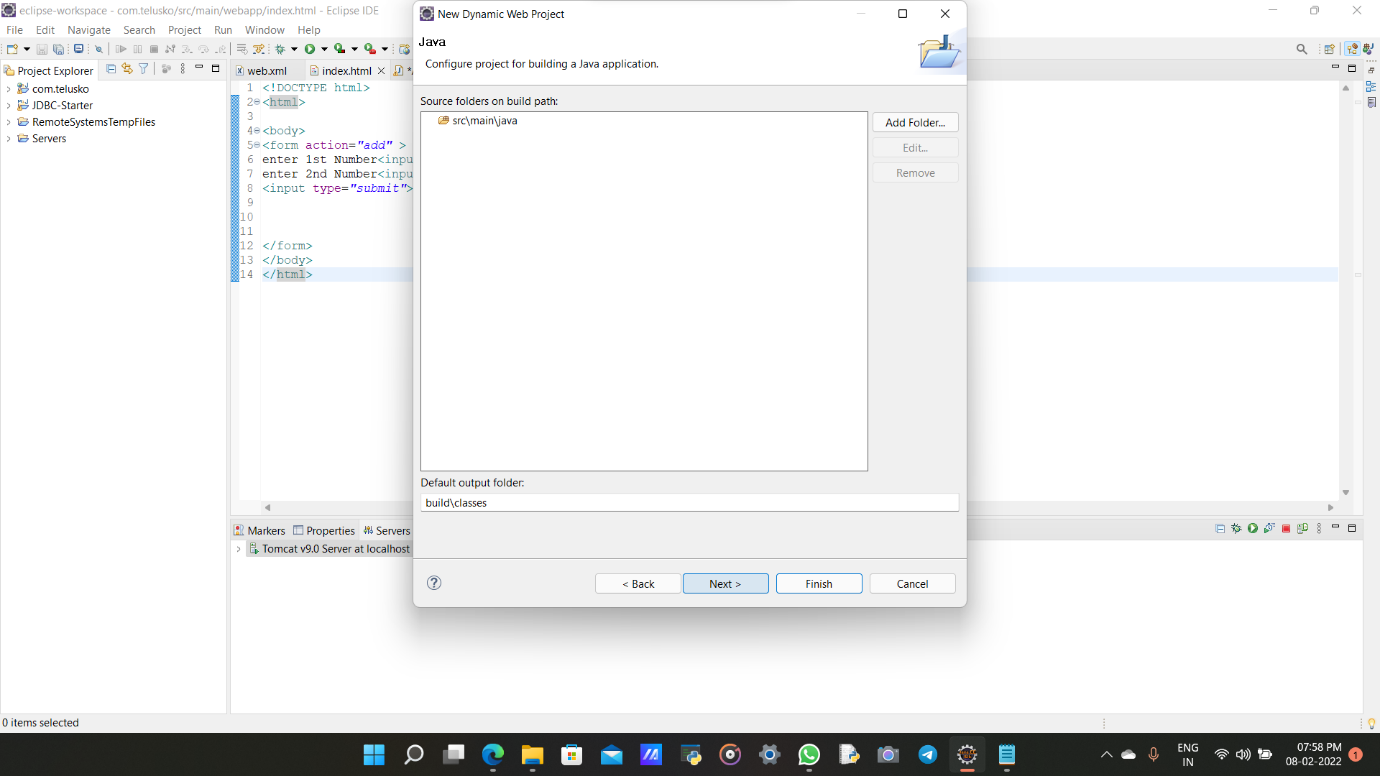 eclipse-workspace - com.telusko/src/main/webapp/index.html - Eclipse IDE
File Edit Navigate Search Project Run Window Help
Project Explorer
com.telusko
JDBC-Starter
RemoteSystemsTempFiles
Servers
web.xml index.html
1 <!DOCTYPE html>
2 <html>
3
4 <body>
5 <form action="add" >
6 enter 1st Number<inpu
7 enter 2nd Number<inpu
8 <input type="submit">
9
10
11
12 </form>
13 </body>
14 </html>
New Dynamic Web Project
Java
Configure project for building a Java application.
Source folders on build path:
src\main\java
Add Folder...
Edit...
Remove
Default output folder:
build\classes
< Back Next > Finish Cancel
Markers Properties Servers
Tomcat v9.0 Server at localhost
0 items selected
ENG
IN
07:58 PM
08-02-2022
1